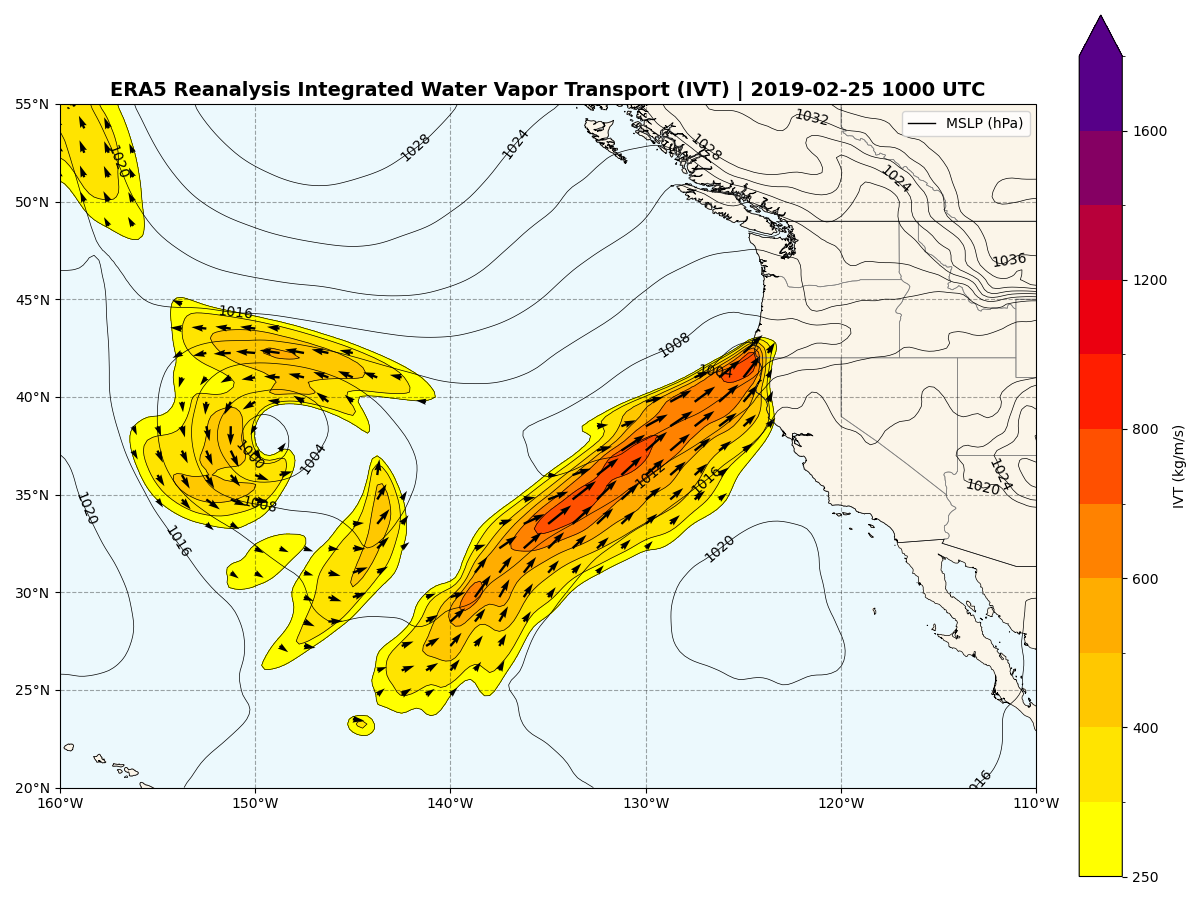 ERA5 Reanalysis Integrated Water Vapor Transport (IVT) | 2019-02-25 1000 UTC
MSLP (hPa)
55°N
50°N
45°N
40°N
35°N
30°N
25°N
20°N
160°W
150°W
140°W
130°W
120°W
110°W
1020
1028
1024
1028
1032
1024
1036
1016
1008
1004
1000
1004
1008
1012
1016
1020
1024
1020
1016
1020
1600
1200
800
600
400
250
IVT (kg/m/s)